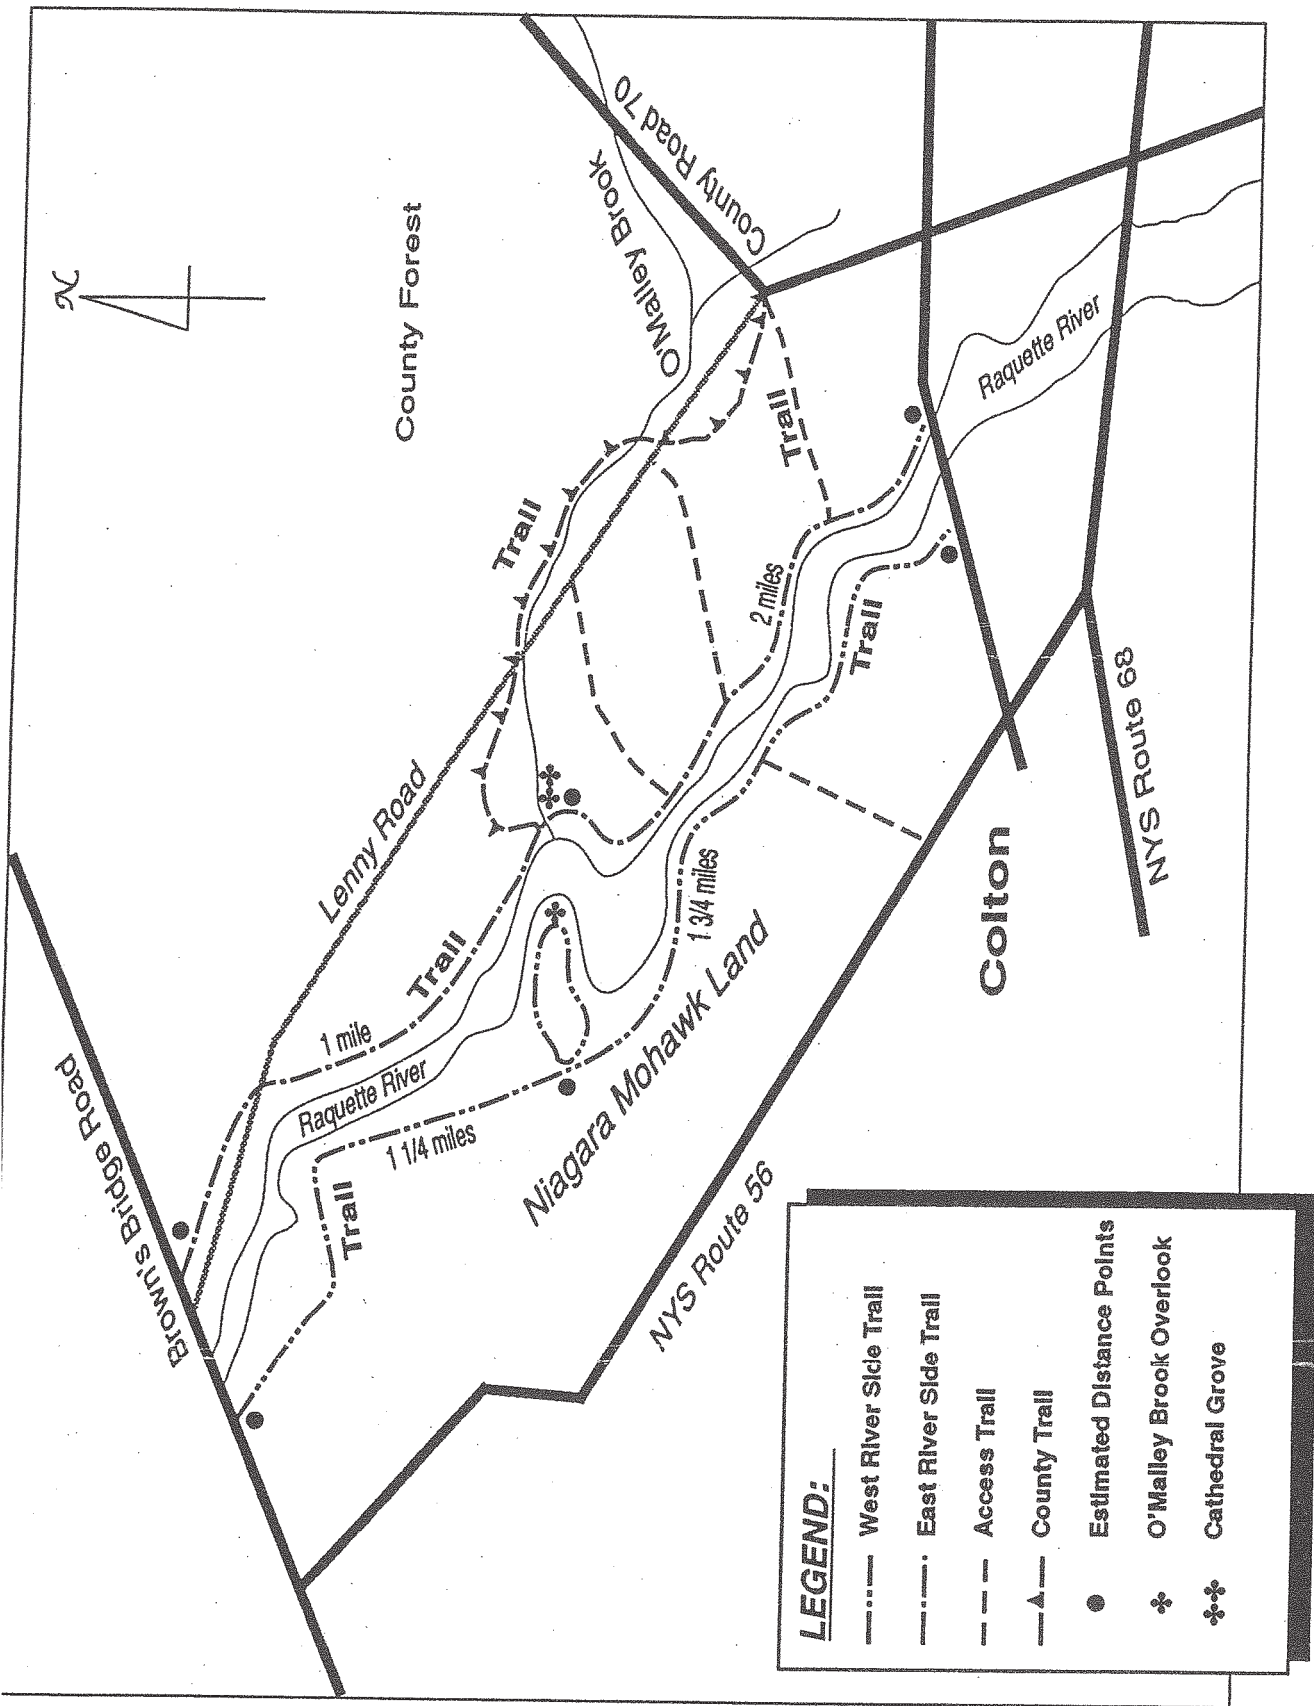 N
County Forest
County Road 70
O'Malley Brook
Lenny Road
Trail
Trail
Trail
Brown's Bridge Road
1 mile
Raquette River
2 miles
Raquette River
Trail
1 1/4 miles
Trail
1 3/4 miles
Niagara Mohawk Land
NYS Route 56
Colton
NYS Route 68
LEGEND:
West River Side Trail
East River Side Trail
Access Trail
County Trail
Estimated Distance Points
O'Malley Brook Overlook
Cathedral Grove